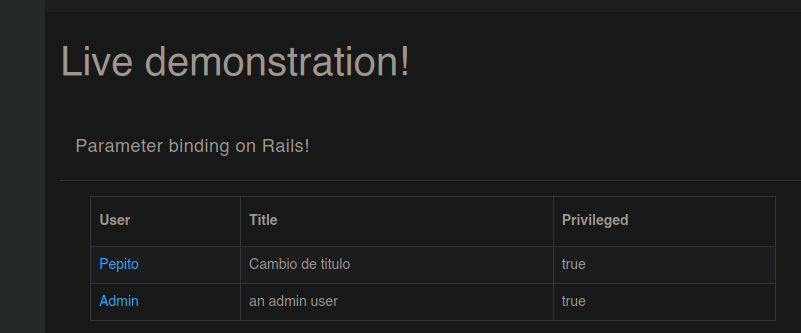 Live demonstration!
Parameter binding on Rails!
User Title Privileged
Pepito Cambio de titulo true
Admin an admin user true